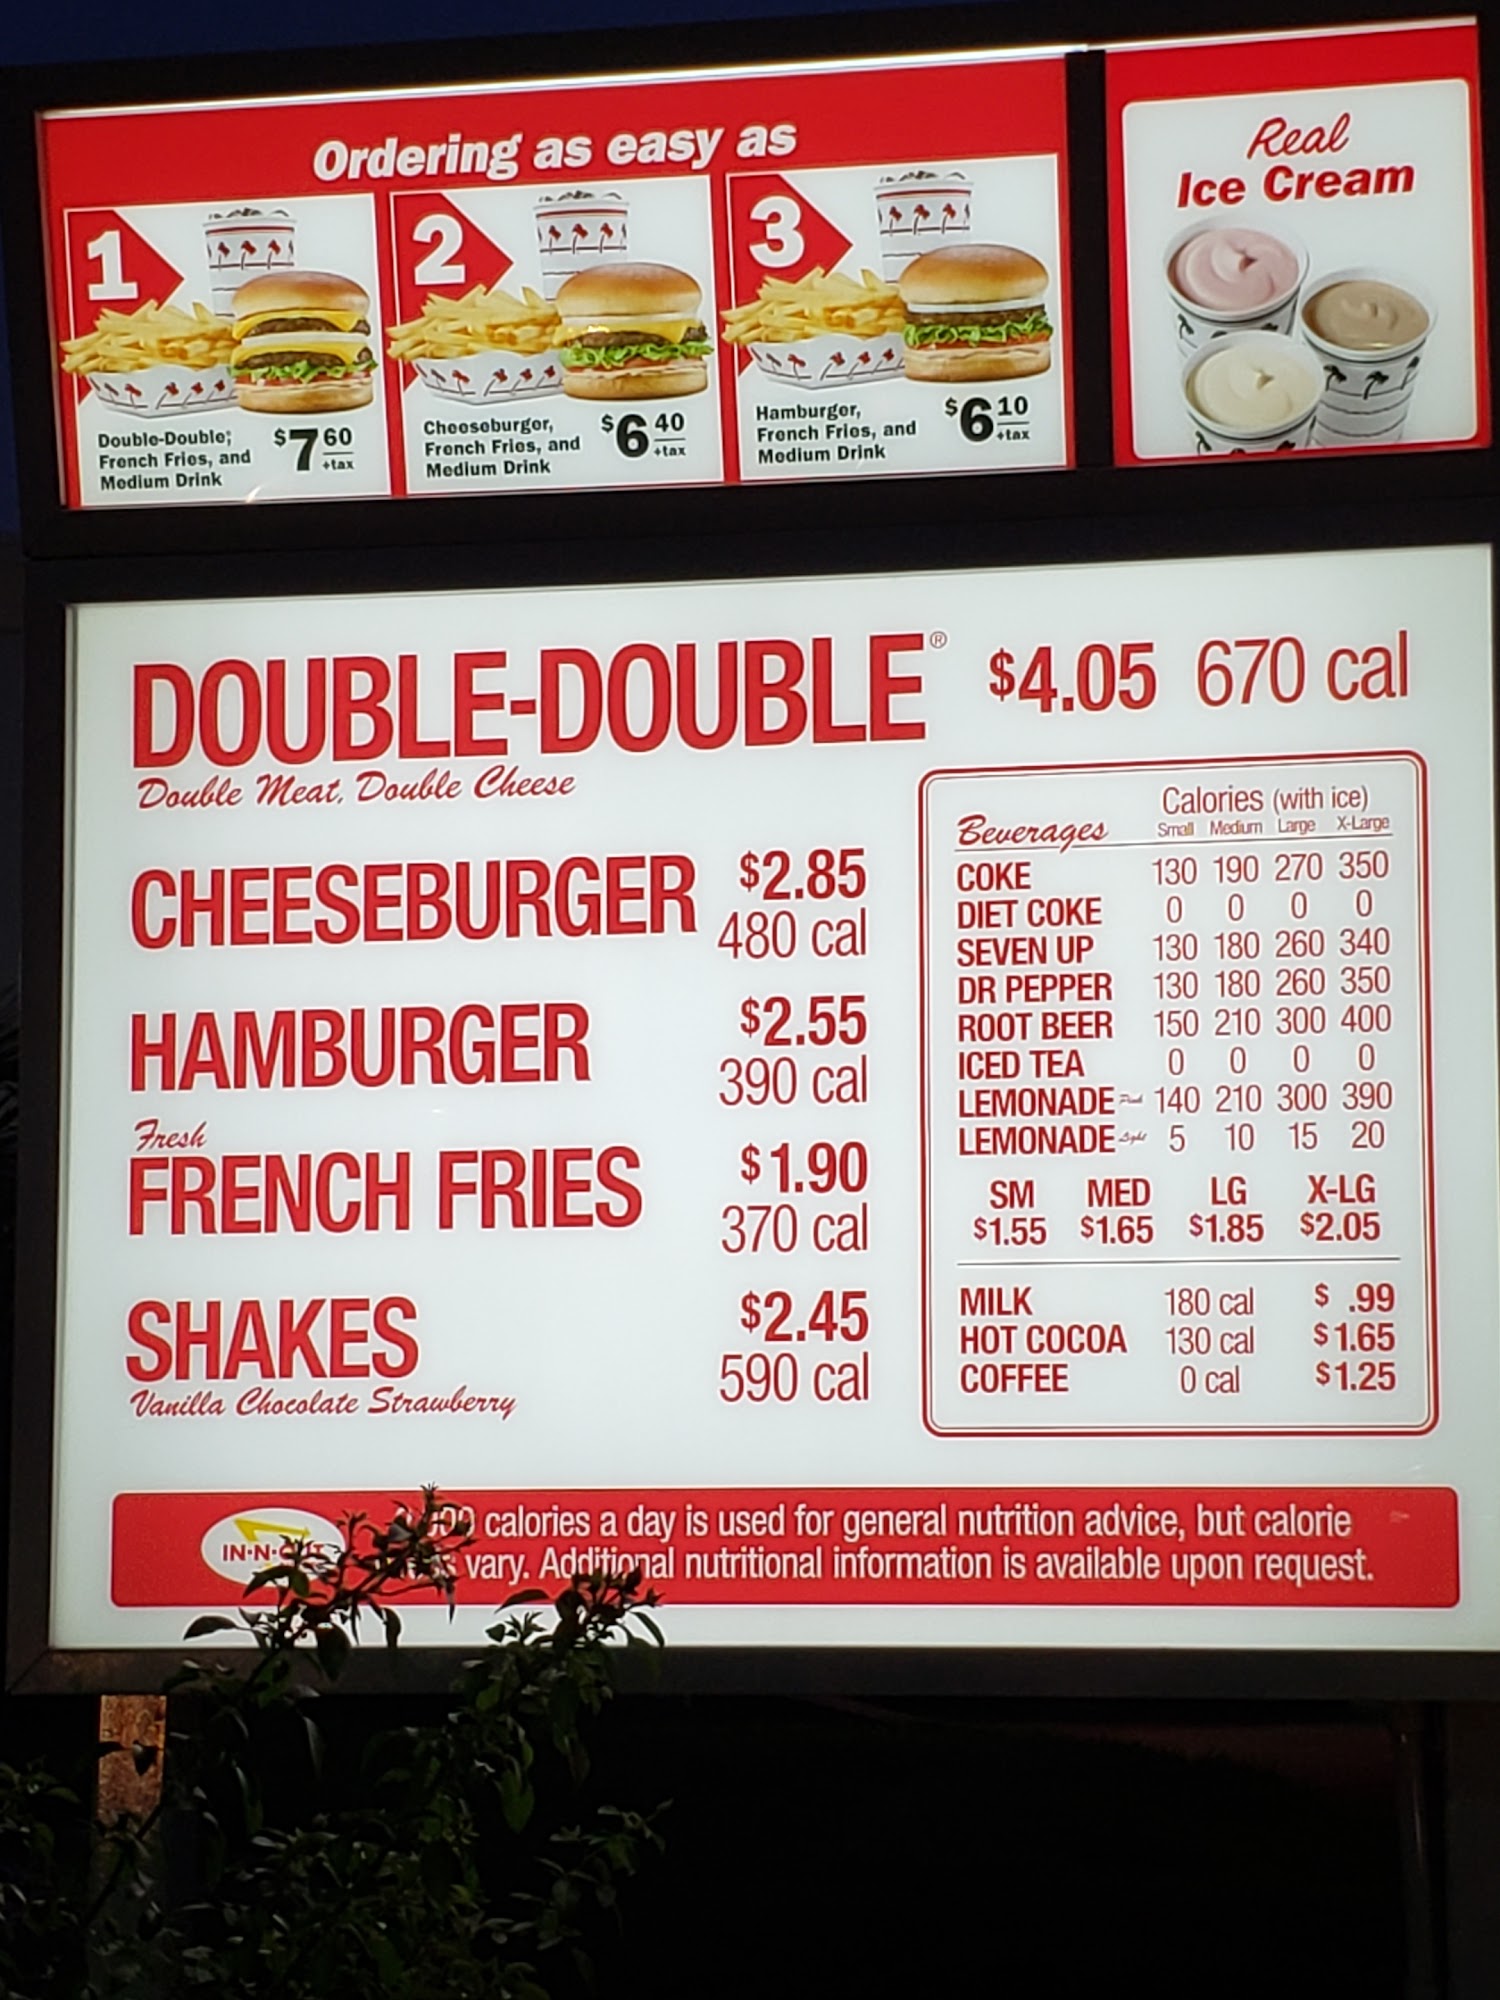 Ordering as easy as
1
Double-Double®,
French Fries, and
Medium Drink
$7 60
+tax
2
Cheeseburger,
French Fries, and
Medium Drink
$6 40
+tax
3
Hamburger,
French Fries, and
Medium Drink
$6 10
+tax
Real
Ice Cream
DOUBLE-DOUBLE® $4.05 670 cal
Double Meat, Double Cheese
CHEESEBURGER $2.85
480 cal
HAMBURGER $2.55
390 cal
Fresh
FRENCH FRIES $1.90
370 cal
SHAKES $2.45
590 cal
Vanilla Chocolate Strawberry
Calories (with ice)
Beverages Small Medium Large X-Large
COKE 130 190 270 350
DIET COKE 0 0 0 0
SEVEN UP 130 180 260 340
DR PEPPER 130 180 260 350
ROOT BEER 150 210 300 400
ICED TEA 0 0 0 0
LEMONADE Pink 140 210 300 390
LEMONADE Light 5 10 15 20
SM MED LG X-LG
$1.55 $1.65 $1.85 $2.05
MILK 180 cal $ .99
HOT COCOA 130 cal $1.65
COFFEE 0 cal $1.25
IN-N-OUT
calories a day is used for general nutrition advice, but calorie
vary. Additional nutritional information is available upon request.